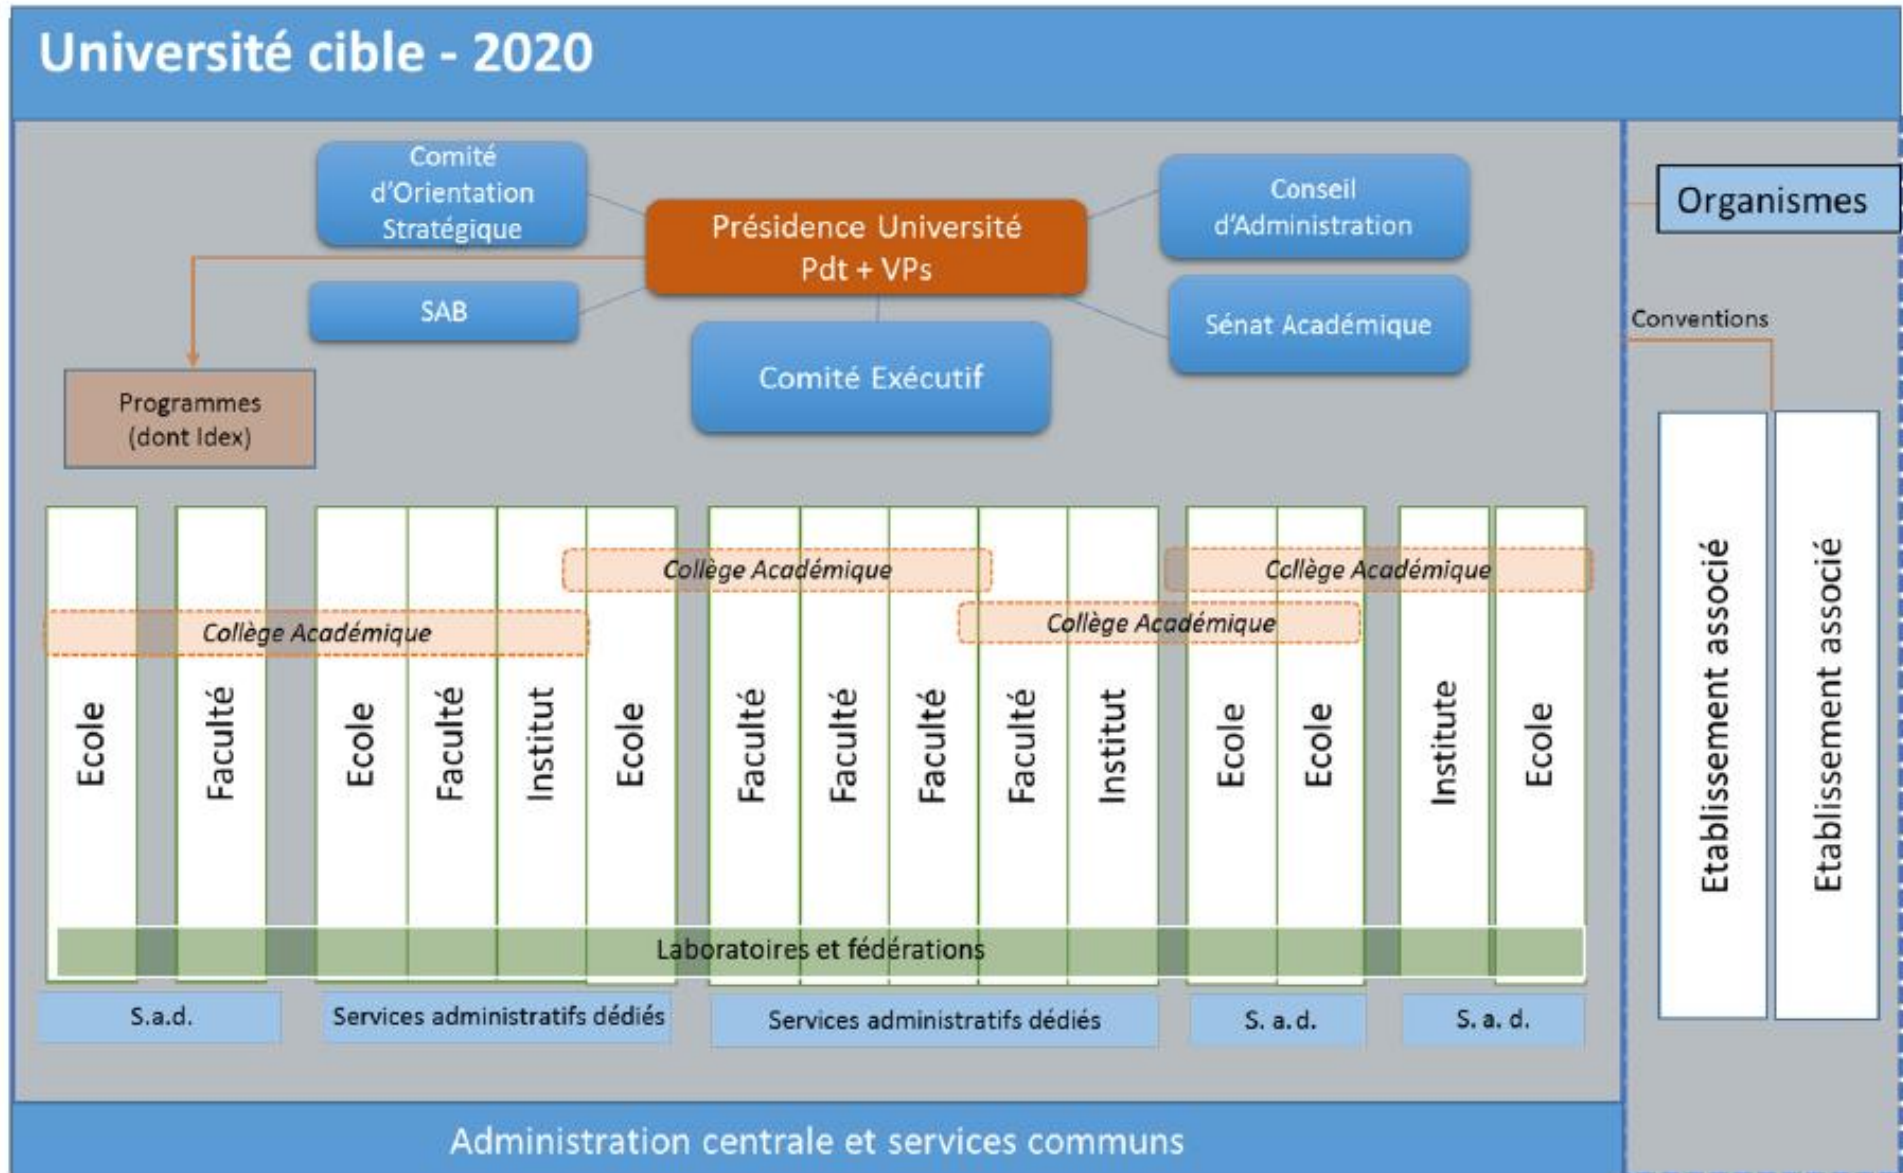 Université cible - 2020
Comité
d'Orientation
Stratégique
Présidence Université
Pdt + VPs
Conseil
d'Administration
Organismes
SAB
Comité Exécutif
Sénat Académique
Conventions
Programmes
(dont Idex)
Collège Académique
Collège Académique
Collège Académique
Collège Académique
Ecole
Faculté
Ecole
Faculté
Institut
Ecole
Faculté
Faculté
Faculté
Faculté
Institut
Ecole
Ecole
Institute
Ecole
Etablissement associé
Etablissement associé
Laboratoires et fédérations
S.a.d.
Services administratifs dédiés
Services administratifs dédiés
S. a. d.
S. a. d.
Administration centrale et services communs